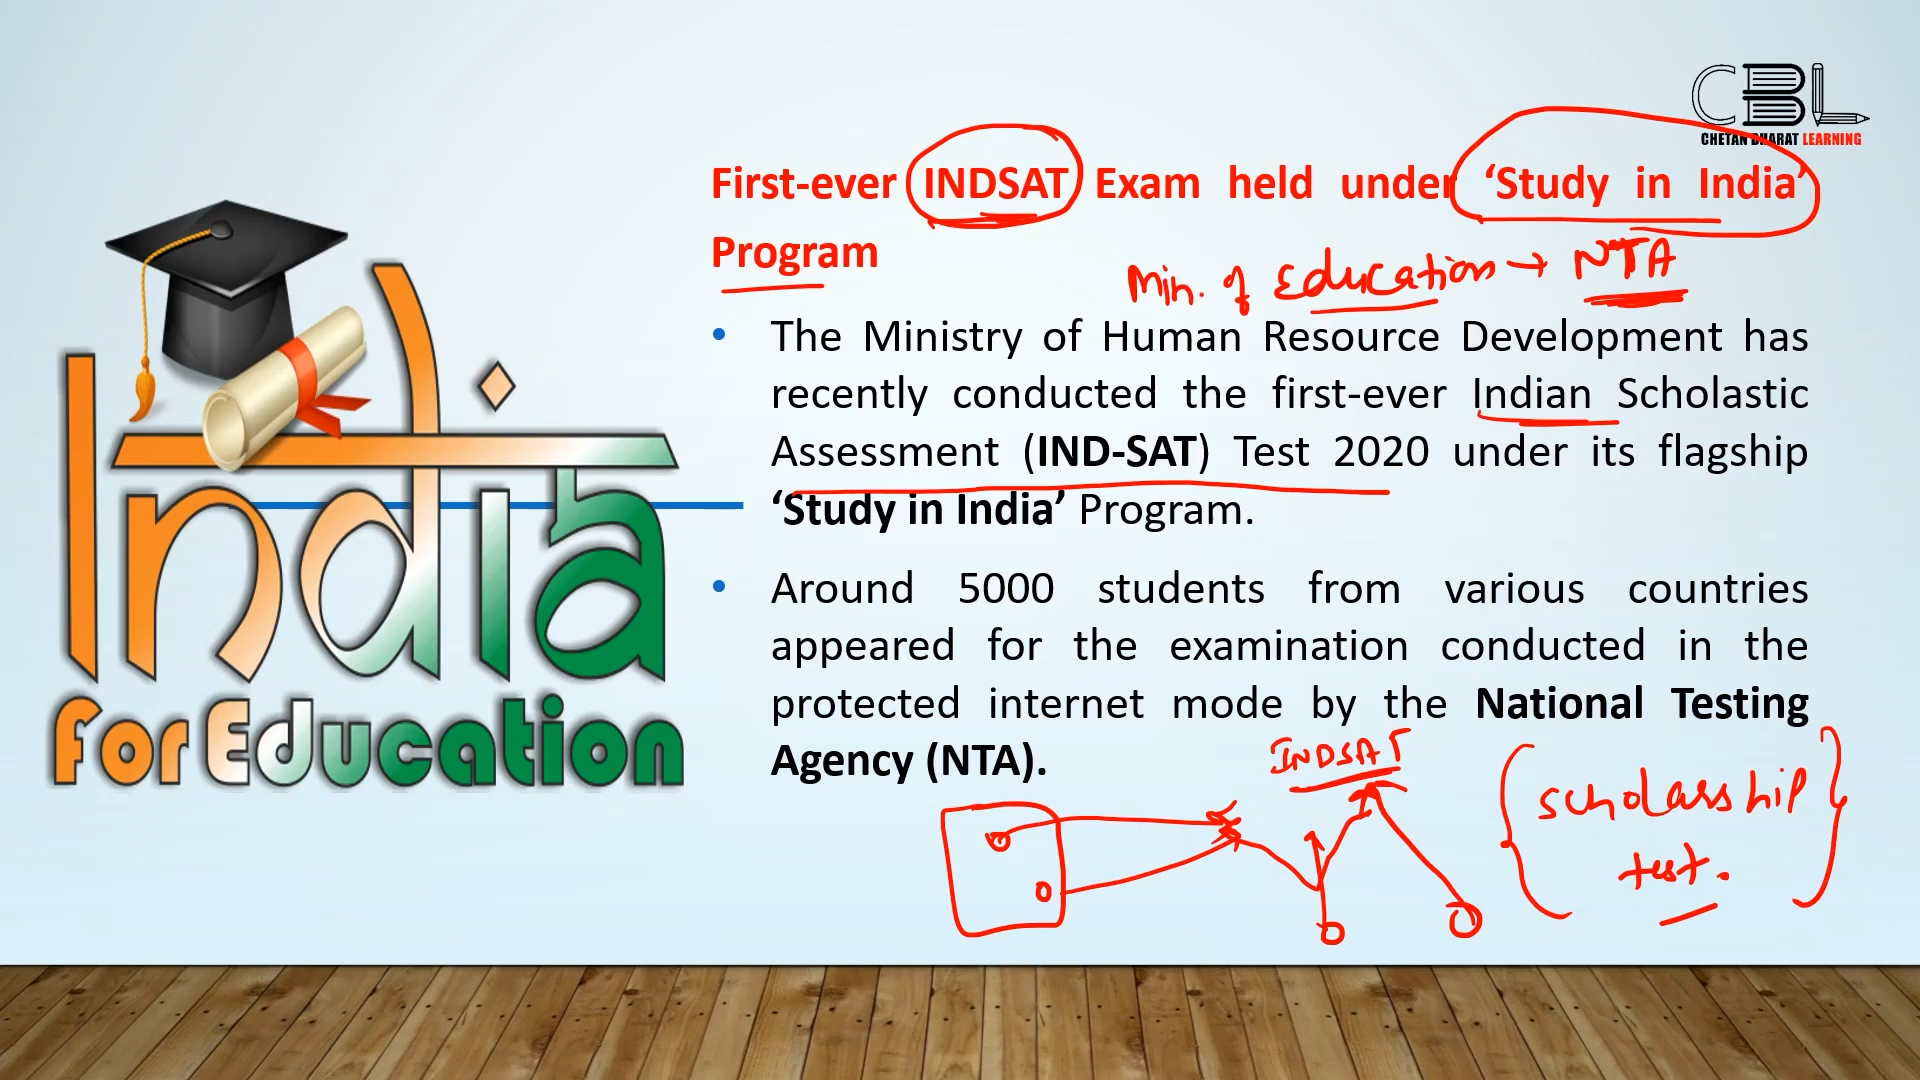 CBL
CHETAN BHARAT LEARNING
First-ever INDSAT Exam held under ‘Study in India’
Program
Min. of Education → NTA
• The Ministry of Human Resource Development has
recently conducted the first-ever Indian Scholastic
Assessment (IND-SAT) Test 2020 under its flagship
‘Study in India’ Program.
• Around 5000 students from various countries
appeared for the examination conducted in the
protected internet mode by the National Testing
Agency (NTA).
INDSAT
scholarship
test.
India
For Education